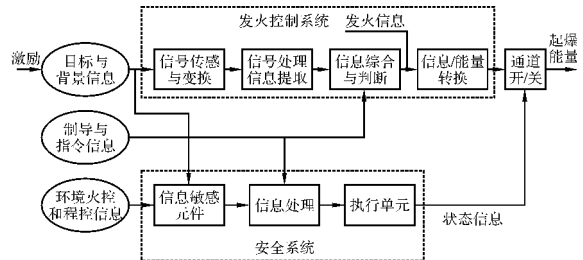 发火控制系统
发火信息
激励
目标与
背景信息
信号传感
与变换
信号处理
信息提取
信息综合
与判断
信息/能量
转换
通道
开/关
起爆
能量
制导与
指令信息
环境火控
和程控信息
信息敏感
元件
信息处理
执行单元
状态信息
安全系统